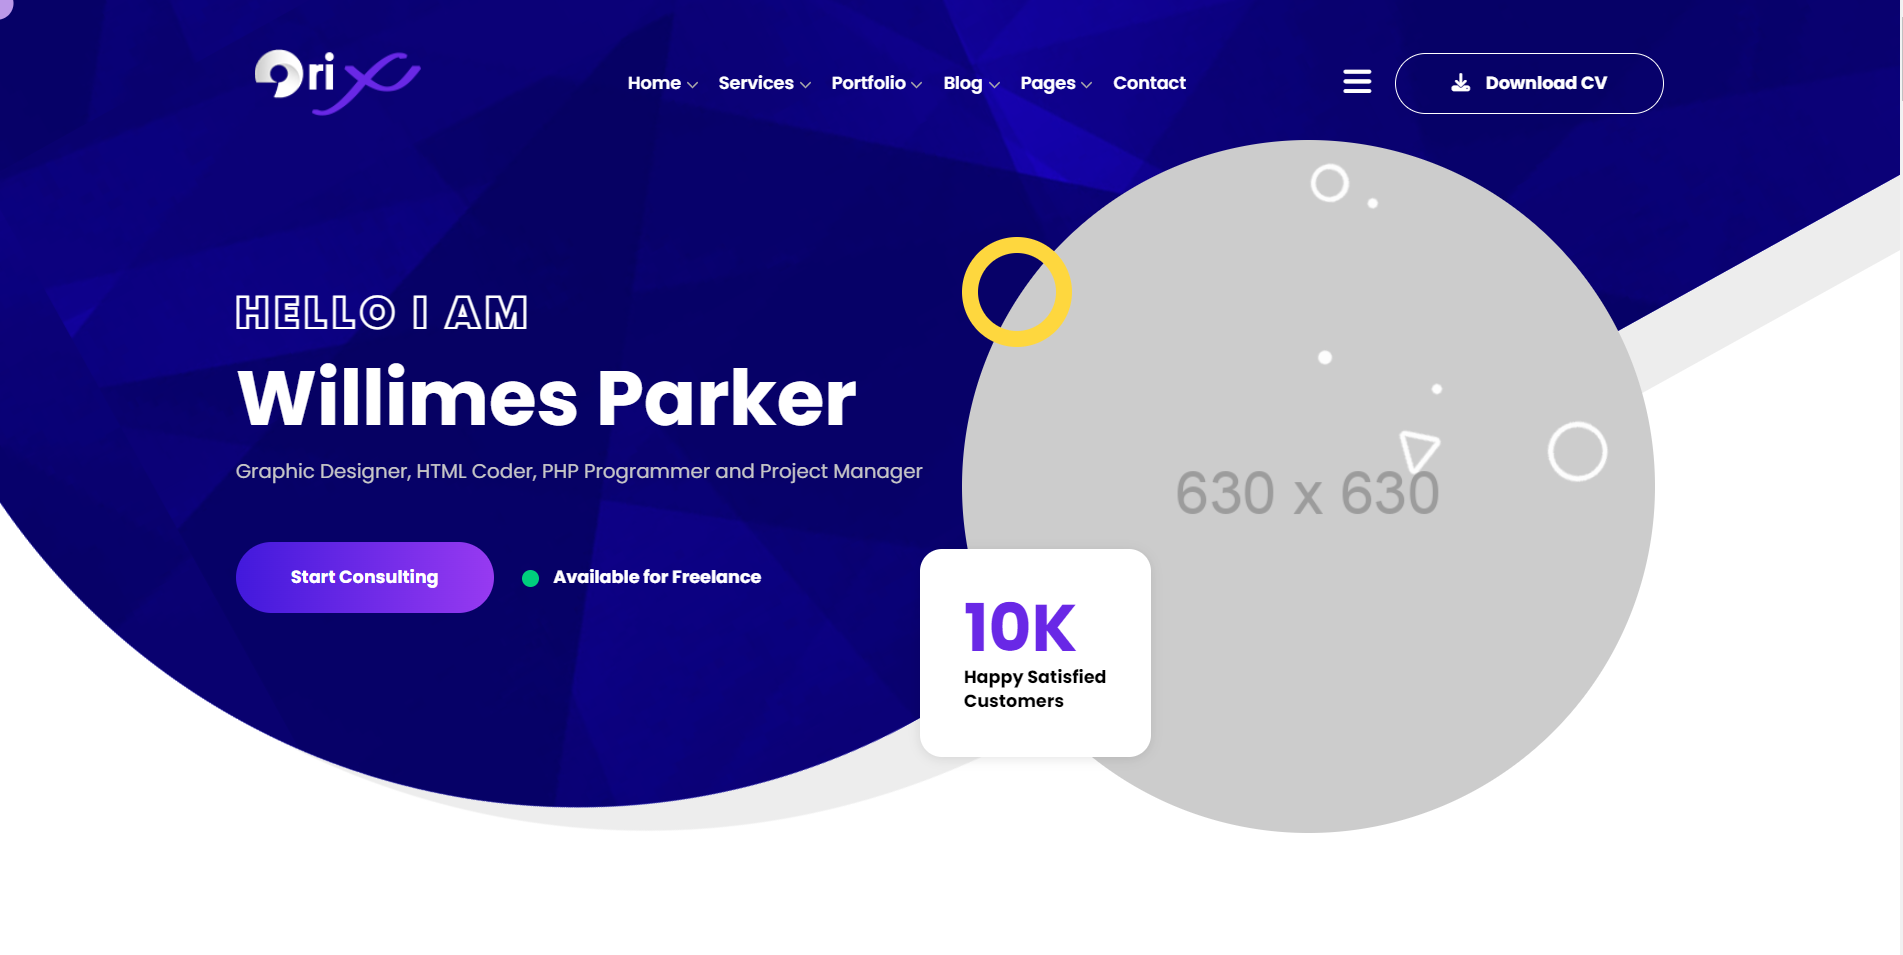 Orix
Home
Services
Portfolio
Blog
Pages
Contact
Download CV
HELLO I AM
Willimes Parker
Graphic Designer, HTML Coder, PHP Programmer and Project Manager
630 x 630
Start Consulting
Available for Freelance
10K
Happy Satisfied
Customers